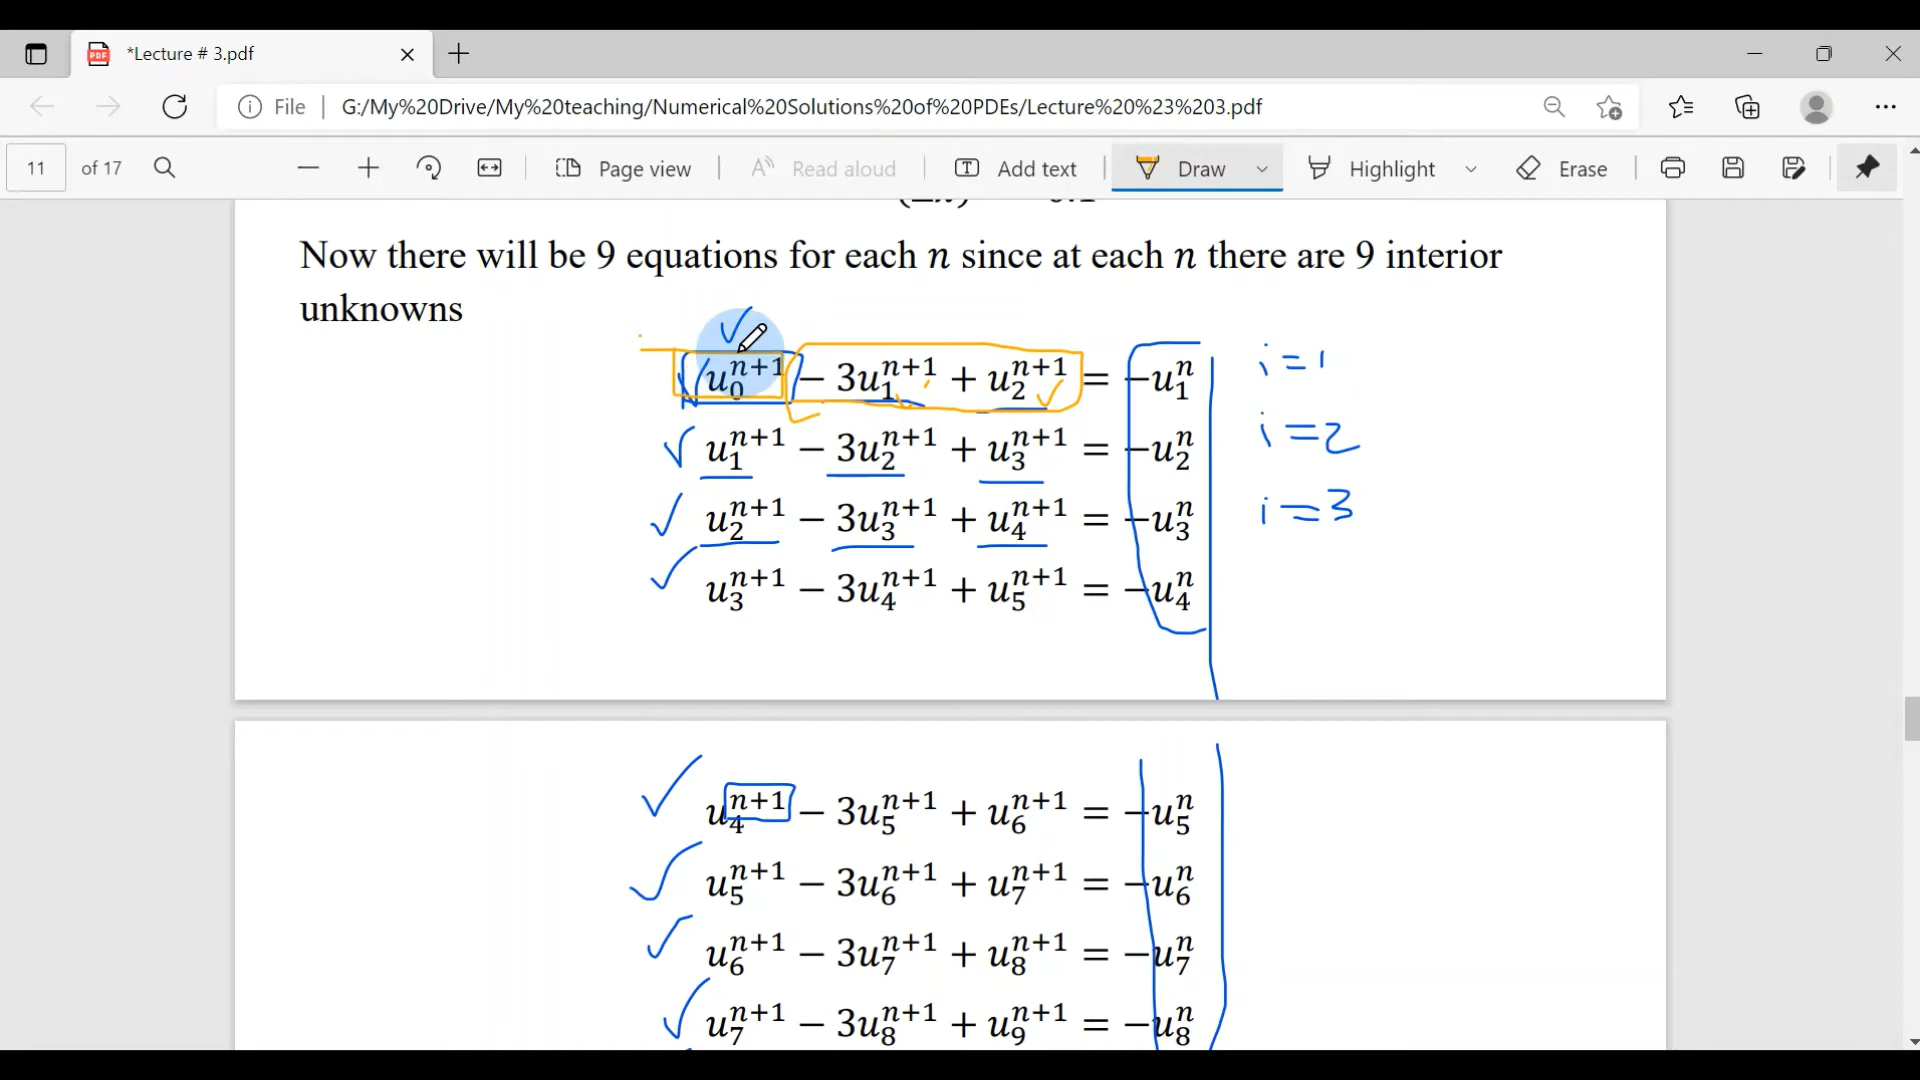 *Lecture # 3.pdf
File | G:/My%20Drive/My%20teaching/Numerical%20Solutions%20of%20PDEs/Lecture%20%23%203.pdf
11 of 17 Page view Read aloud Add text Draw Highlight Erase
Now there will be 9 equations for each n since at each n there are 9 interior
unknowns
u_0^{n+1} − 3u_1^{n+1} + u_2^{n+1} = −u_1^n i = 1
u_1^{n+1} − 3u_2^{n+1} + u_3^{n+1} = −u_2^n i = 2
u_2^{n+1} − 3u_3^{n+1} + u_4^{n+1} = −u_3^n i = 3
u_3^{n+1} − 3u_4^{n+1} + u_5^{n+1} = −u_4^n
u_4^{n+1} − 3u_5^{n+1} + u_6^{n+1} = −u_5^n
u_5^{n+1} − 3u_6^{n+1} + u_7^{n+1} = −u_6^n
u_6^{n+1} − 3u_7^{n+1} + u_8^{n+1} = −u_7^n
u_7^{n+1} − 3u_8^{n+1} + u_9^{n+1} = −u_8^n